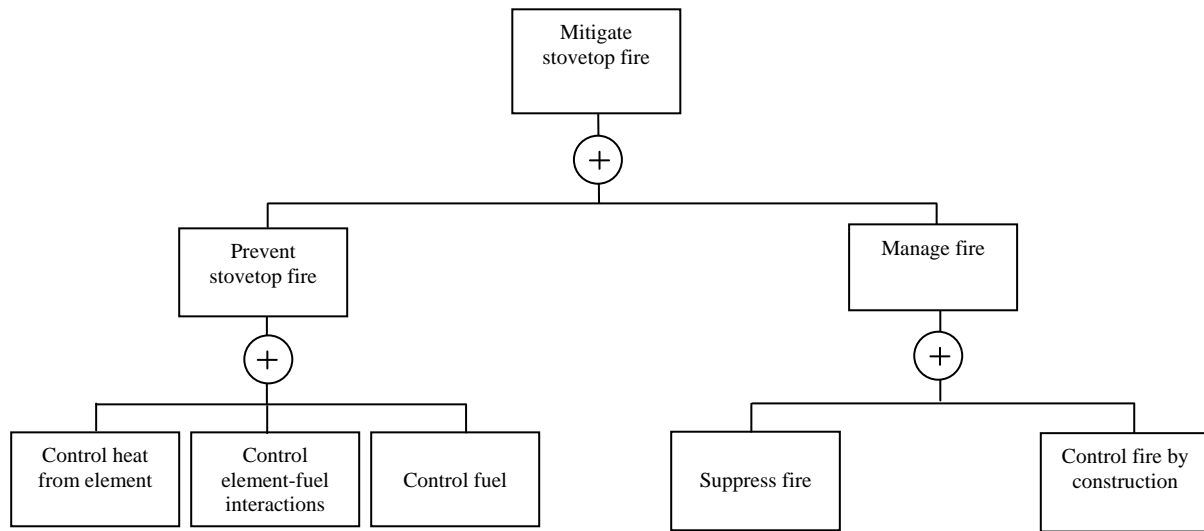 Mitigate
stovetop fire
+
Prevent
stovetop fire
Manage fire
+
+
Control heat
from element
Control
element-fuel
interactions
Control fuel
Suppress fire
Control fire by
construction